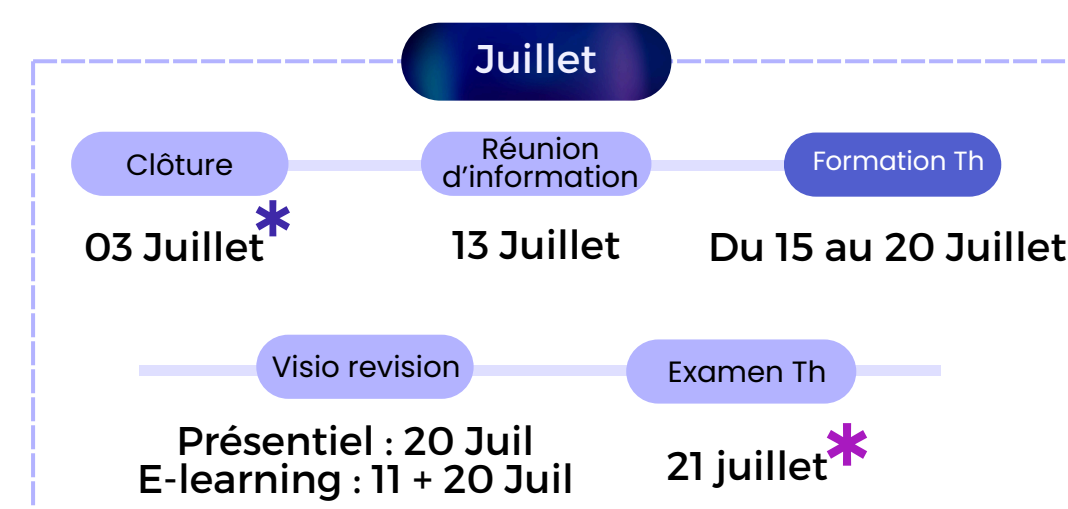 Juillet
Clôture
Réunion
d’information
Formation Th
03 Juillet*
13 Juillet
Du 15 au 20 Juillet
Visio revision
Examen Th
Présentiel : 20 Juil
E-learning : 11 + 20 Juil
21 juillet*